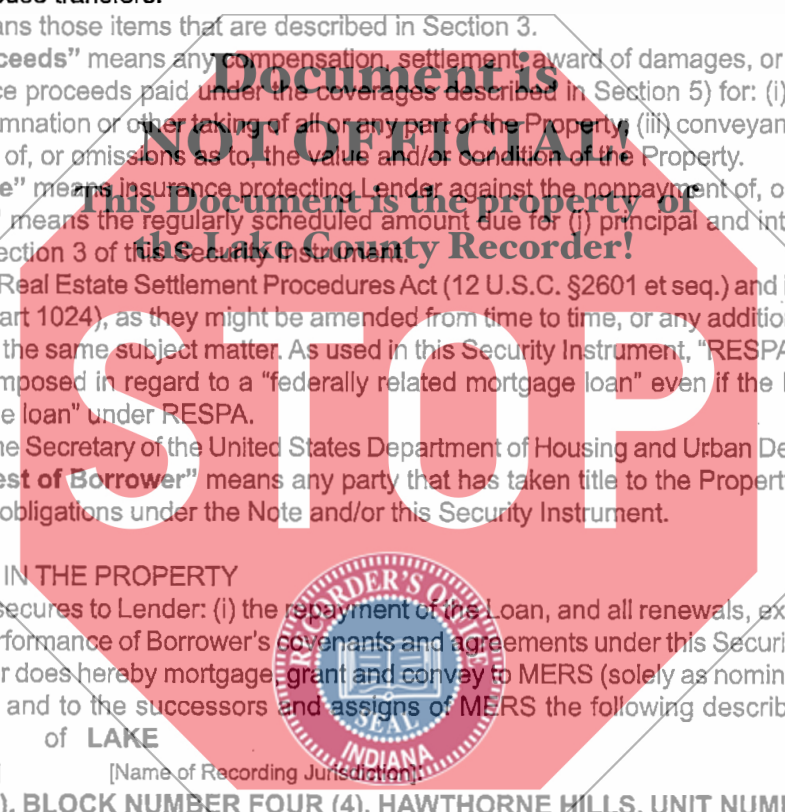 ans those items that are described in Section 3.
ceeds" means any compensation, settlement, award of damages, or
ce proceeds paid under the coverages described in Section 5) for: (i)
mnation or other taking of all or any part of the Property; (iii) conveyan
of, or omissions as to, the value and/or condition of the Property.
e" means insurance protecting Lender against the nonpayment of, o
" means the regularly scheduled amount due for (i) principal and int
ection 3 of this Security Instrument.
Real Estate Settlement Procedures Act (12 U.S.C. §2601 et seq.) and i
art 1024), as they might be amended from time to time, or any additio
the same subject matter. As used in this Security Instrument, "RESPA
mposed in regard to a "federally related mortgage loan" even if the l
e loan" under RESPA.
he Secretary of the United States Department of Housing and Urban De
est of Borrower" means any party that has taken title to the Property
obligations under the Note and/or this Security Instrument.
IN THE PROPERTY
secures to Lender: (i) the repayment of the Loan, and all renewals, ex
rformance of Borrower's covenants and agreements under this Securi
r does hereby mortgage, grant and convey to MERS (solely as nomin
and to the successors and assigns of MERS the following describ
of LAKE
[Name of Recording Jurisdiction]:
), BLOCK NUMBER FOUR (4), HAWTHORNE HILLS, UNIT NUM
Document is
NOT OFFICIAL!
This Document is the property of
the Lake County Recorder!
STOP
RECORDER'S OFFICE
SEAL
INDIANA